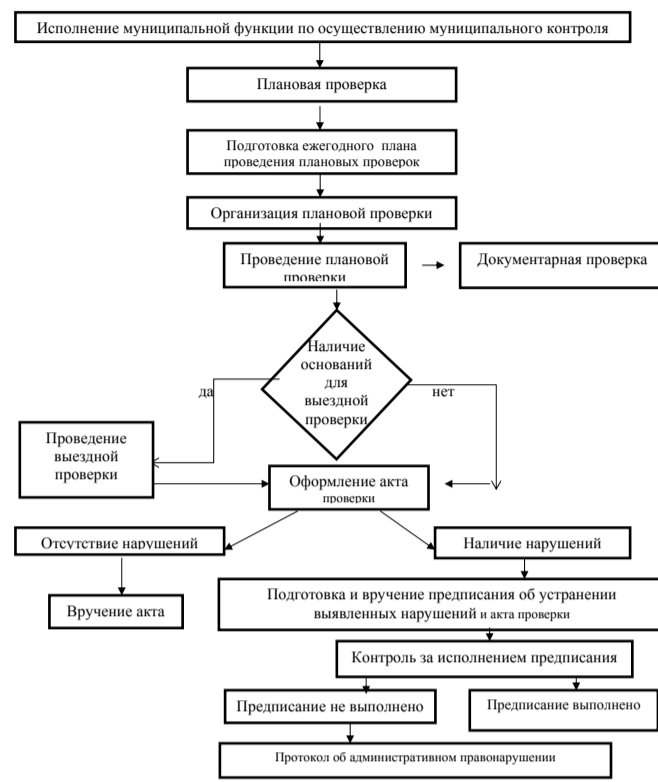 Исполнение муниципальной функции по осуществлению муниципального контроля
Плановая проверка
Подготовка ежегодного плана
проведения плановых проверок
Организация плановой проверки
Проведение плановой
проверки
Документарная проверка
Наличие
оснований
для
выездной
проверки
да
нет
Проведение
выездной
проверки
Оформление акта
проверки
Отсутствие нарушений
Наличие нарушений
Вручение акта
Подготовка и вручение предписания об устранении
выявленных нарушений и акта проверки
Контроль за исполнением предписания
Предписание не выполнено
Предписание выполнено
Протокол об административном правонарушении